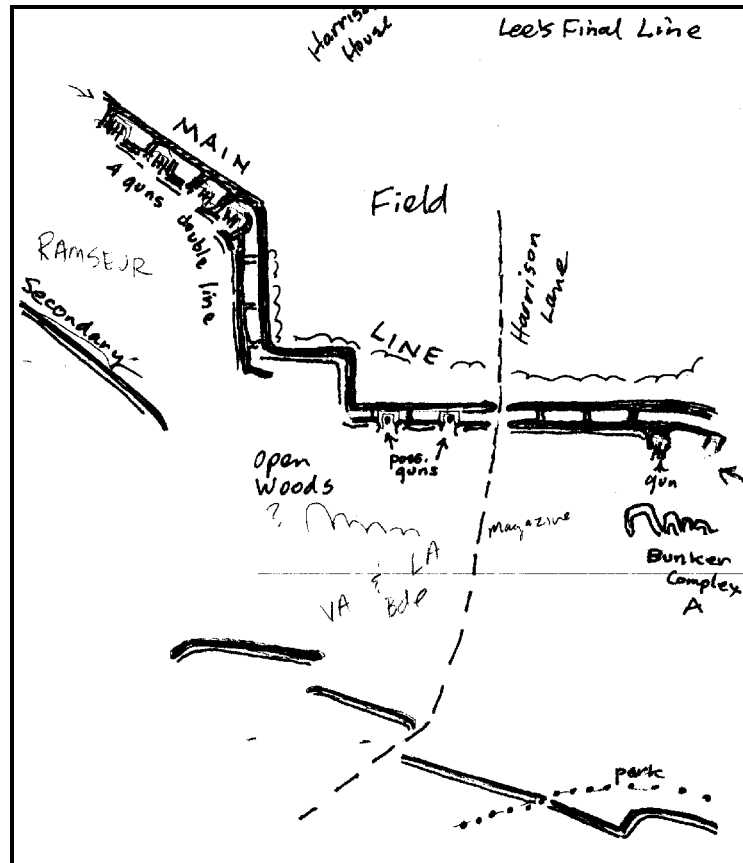 Harrison
House
Lee's Final Line
MAIN
4 guns
double line
Field
RAMSEUR
Secondary
Harrison
Lane
LINE
Open
Woods
?
poss.
guns
gun
magazine
Bunker
Complex
A
LA
&
VA Bde
park